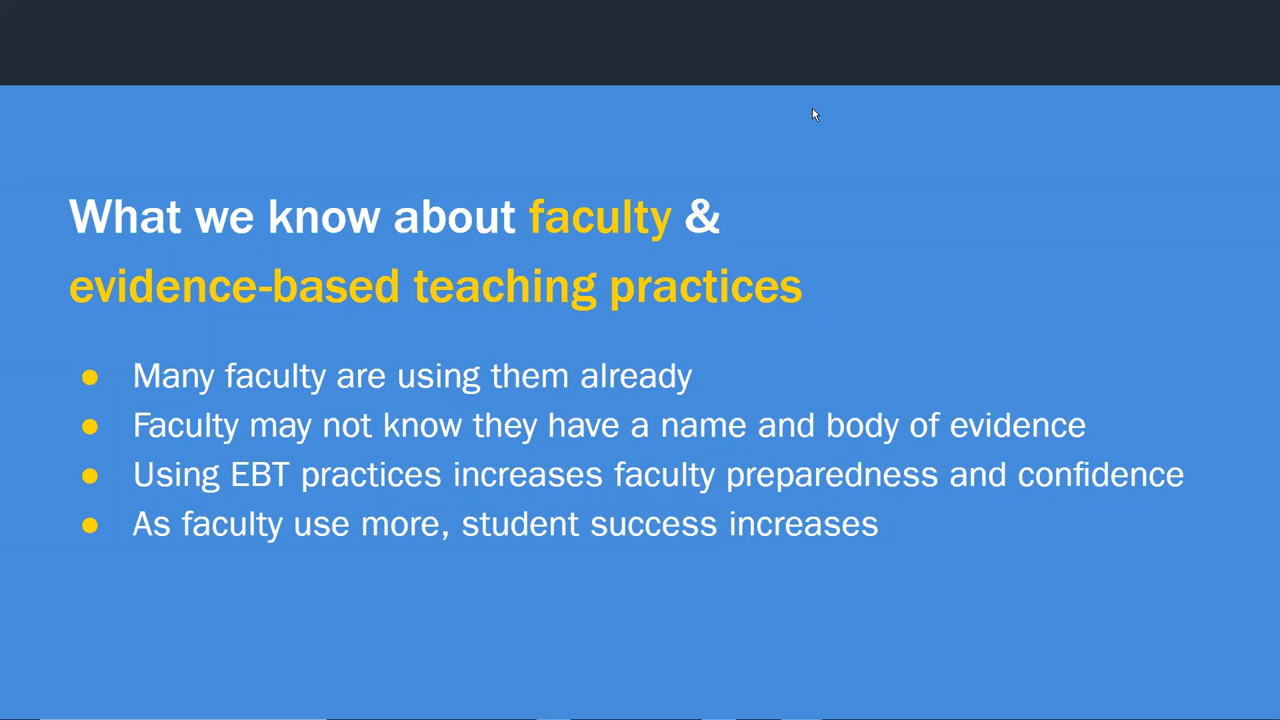 What we know about faculty &
evidence-based teaching practices
● Many faculty are using them already
● Faculty may not know they have a name and body of evidence
● Using EBT practices increases faculty preparedness and confidence
● As faculty use more, student success increases